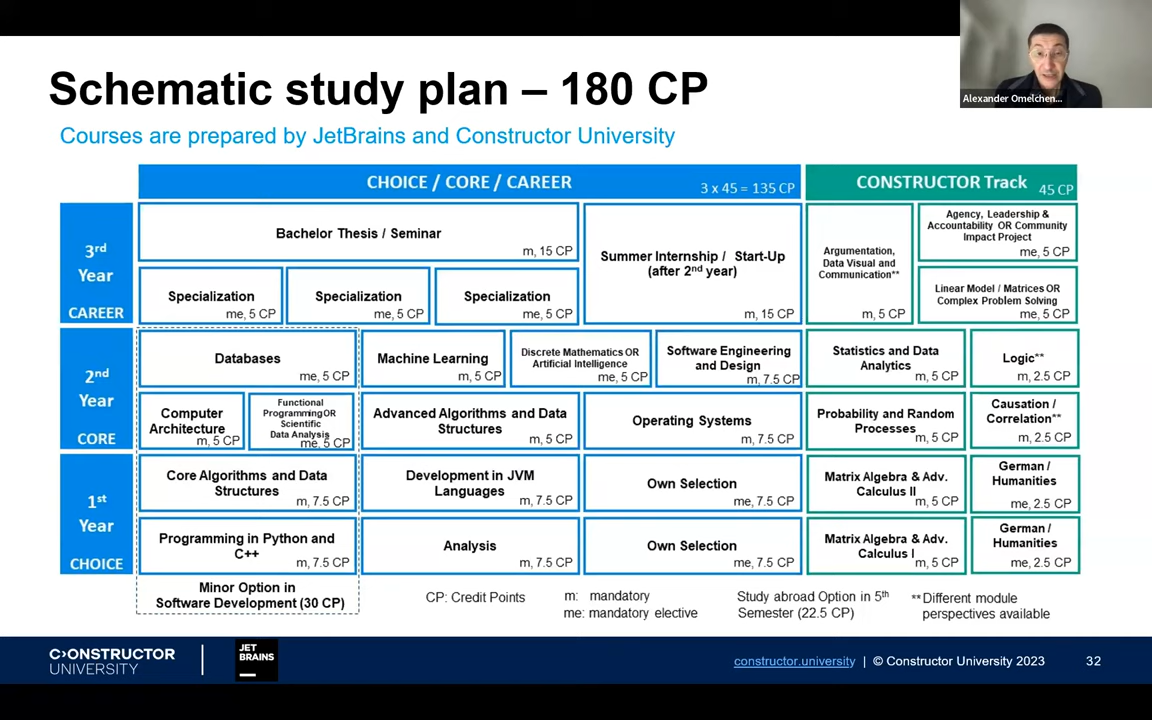 Schematic study plan – 180 CP
Courses are prepared by JetBrains and Constructor University
Alexander Omelchen...
CHOICE / CORE / CAREER
3 x 45 = 135 CP
CONSTRUCTOR Track
45 CP
3rd
Year
CAREER
Bachelor Thesis / Seminar
m, 15 CP
Summer Internship / Start-Up
(after 2nd year)
m, 15 CP
Argumentation,
Data Visual and
Communication**
m, 5 CP
Agency, Leadership &
Accountability OR Community
Impact Project
me, 5 CP
Specialization
me, 5 CP
Specialization
me, 5 CP
Specialization
me, 5 CP
Linear Model / Matrices OR
Complex Problem Solving
me, 5 CP
2nd
Year
CORE
Databases
me, 5 CP
Machine Learning
m, 5 CP
Discrete Mathematics OR
Artificial Intelligence
me, 5 CP
Software Engineering
and Design
m, 7.5 CP
Statistics and Data
Analytics
m, 5 CP
Logic**
m, 2.5 CP
Computer
Architecture
m, 5 CP
Functional
Programming OR
Scientific
Data Analysis
me, 5 CP
Advanced Algorithms and Data
Structures
m, 5 CP
Operating Systems
m, 7.5 CP
Probability and Random
Processes
m, 5 CP
Causation /
Correlation**
m, 2.5 CP
1st
Year
CHOICE
Core Algorithms and Data
Structures
m, 7.5 CP
Development in JVM
Languages
m, 7.5 CP
Own Selection
me, 7.5 CP
Matrix Algebra & Adv.
Calculus II
m, 5 CP
German /
Humanities
me, 2.5 CP
Programming in Python and
C++
m, 7.5 CP
Analysis
m, 7.5 CP
Own Selection
me, 7.5 CP
Matrix Algebra & Adv.
Calculus I
m, 5 CP
German /
Humanities
me, 2.5 CP
Minor Option in
Software Development (30 CP)
CP: Credit Points
m: mandatory
me: mandatory elective
Study abroad Option in 5th
Semester (22.5 CP)
**Different module
perspectives available
C>ONSTRUCTOR
UNIVERSITY
JET
BRAINS
constructor.university | © Constructor University 2023
32